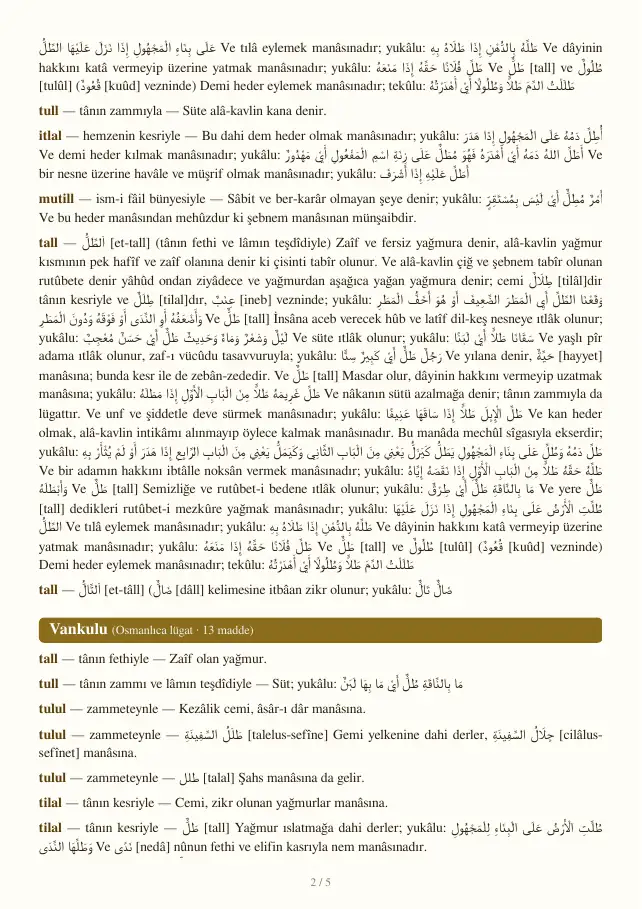 عَلَى بِنَاءِ الْمَجْهُولِ إِذَا نَزَلَ عَلَيْهَا الطَّلُّ Ve tılâ eylemek manâsınadır; yukâlu: طَلَّهُ بِالدُّهْنِ إِذَا طَلَاهُ بِهِ Ve dâyinin
hakkını katâ vermeyip üzerine yatmak manâsınadır; yukâlu: طَلَّ فُلَانًا حَقَّهُ إِذَا مَنَعَهُ Ve طَلٌّ [tall] ve طُلُولٌ
[tulûl] (قُعُودٌ [kuûd] vezninde) Demi heder eylemek manâsınadır; tekûlu: طَلَلْتُ الدَّمَ طَلًّا وَطُلُولًا أَيْ أَهْدَرْتُهُ
tull — tânın zammıyla — Süte alâ-kavlin kana denir.
itlal — hemzenin kesriyle — Bu dahi dem heder olmak manâsınadır; yukâlu: أُطِلَّ دَمُهُ عَلَى الْمَجْهُولِ إِذَا هَدَرَ
Ve demi heder kılmak manâsınadır; yukâlu: أَطَلَّ اللهُ دَمَهُ أَيْ أَهْدَرَهُ فَهُوَ مُطَلٌّ عَلَى زِنَةِ اسْمِ الْمَفْعُولِ أَيْ مَهْدُورٌ Ve
bir nesne üzerine havâle ve müşrif olmak manâsınadır; yukâlu: أَطَلَّ عَلَيْهِ إِذَا أَشْرَفَ
mutill — ism-i fâil bünyesiyle — Sâbit ve ber-karâr olmayan şeye denir; yukâlu: أَمْرٌ مُطِلٌّ أَيْ لَيْسَ بِمُسْتَقِرٍّ
Ve bu heder manâsından mehûzdur ki şebnem manâsınan münşaibdir.
tall — اَلطَّلُّ [et-tall] (tânın fethi ve lâmın teşdîdiyle) Zaîf ve fersiz yağmura denir, alâ-kavlin yağmur
kısmının pek hafîf ve zaîf olanına denir ki çisinti tabîr olunur. Ve alâ-kavlin çiğ ve şebnem tabîr olunan
rutûbete denir yâhûd ondan ziyâdece ve yağmurdan aşağıca yağan yağmura denir; cemi طِلَالٌ [tilâl]dir
tânın kesriyle ve طِلَلٌ [tilal]dır, عِنَبٌ [ineb] vezninde; yukâlu: وَقَعَنَا الطَّلُّ أَيِ الْمَطَرُ الضَّعِيفُ أَوْ هُوَ أَخَفُّ الْمَطَرِ
وَأَضْعَفُهُ أَوِ النَّدَى أَوْ فَوْقَهُ وَدُونَ الْمَطَرِ Ve طَلٌّ [tall] İnsâna aceb verecek hûb ve latîf dil-keş nesneye ıtlâk olunur;
yukâlu: لَيْلٌ وَشَعْرٌ وَمَاءٌ وَحَدِيثٌ طَلٌّ أَيْ حَسَنٌ مُعْجِبٌ Ve süte ıtlâk olunur; yukâlu: سَقَانَا طَلًّا أَيْ لَبَنًا Ve yaşlı pîr
adama ıtlâk olunur, zaf-ı vücûdu tasavvuruyla; yukâlu: رَجُلٌ طَلٌّ أَيْ كَبِيرٌ سِنًّا Ve yılana denir, حَيَّةٌ [hayyet]
manâsına; bunda kesr ile de zebân-zededir. Ve طَلٌّ [tall] Masdar olur, dâyinin hakkını vermeyip uzatmak
manâsına; yukâlu: طَلَّ غَرِيمَهُ طَلًّا مِنَ الْبَابِ الْأَوَّلِ إِذَا مَطَلَهُ Ve nâkanın sütü azalmağa denir; tânın zammıyla da
lügattır. Ve unf ve şiddetle deve sürmek manâsınadır; yukâlu: طَلَّ الْإِبِلَ طَلًّا إِذَا سَاقَهَا عَنِيفًا Ve kan heder
olmak, alâ-kavlin intikâmı alınmayıp öylece kalmak manâsınadır. Bu manâda mechûl sîgasıyla ekserdir;
yukâlu: طَلَّ دَمُهُ وَطُلَّ عَلَى بِنَاءِ الْمَجْهُولِ يَطَلُّ كَيَزَلُّ يَعْنِي مِنَ الْبَابِ الثَّانِي وَكَيَمَلُّ يَعْنِي مِنَ الْبَابِ الرَّابِعِ إِذَا هَدَرَ أَوْ لَمْ يُثْأَرْ بِهِ
Ve bir adamın hakkını ibtâlle noksân vermek manâsınadır; yukâlu: طَلَّهُ حَقَّهُ طَلًّا مِنَ الْبَابِ الْأَوَّلِ إِذَا نَقَصَهُ إِيَّاهُ
وَأَبْطَلَهُ Ve طَلٌّ [tall] Semizliğe ve rutûbet-i bedene ıtlâk olunur; yukâlu: مَا بِالنَّاقَةِ طَلٌّ أَيْ طِرْقٌ Ve yere طَلٌّ
[tall] dedikleri rutûbet-i mezkûre yağmak manâsınadır; yukâlu: طُلَّتِ الْأَرْضُ عَلَى بِنَاءِ الْمَجْهُولِ إِذَا نَزَلَ عَلَيْهَا
الطَّلُّ Ve tılâ eylemek manâsınadır; yukâlu: طَلَّهُ بِالدُّهْنِ إِذَا طَلَاهُ بِهِ Ve dâyinin hakkını katâ vermeyip üzerine
yatmak manâsınadır; yukâlu: طَلَّ فُلَانًا حَقَّهُ إِذَا مَنَعَهُ Ve طَلٌّ [tall] ve طُلُولٌ [tulûl] (قُعُودٌ [kuûd] vezninde)
Demi heder eylemek manâsınadır; tekûlu: طَلَلْتُ الدَّمَ طَلًّا وَطُلُولًا أَيْ أَهْدَرْتُهُ
tall — اَلتَّالُّ [et-tâll] (ضَالٌّ [dâll] kelimesine itbâan zikr olunur; yukâlu: ضَالٌّ تَالٌّ
Vankulu (Osmanlıca lügat · 13 madde)
tall — tânın fethiyle — Zaîf olan yağmur.
tull — tânın zammı ve lâmın teşdîdiyle — Süt; yukâlu: مَا بِالنَّاقَةِ طُلٌّ أَيْ مَا بِهَا لَبَنٌ
tulul — zammeteynle — Kezâlik cemi, âsâr-ı dâr manâsına.
tulul — zammeteynle — طَلَلُ السَّفِينَةِ [talelus-sefîne] Gemi yelkenine dahi derler, جِلَالُ السَّفِينَةِ [cilâlus-
sefînet] manâsına.
tulul — zammeteynle — طلل [talal] Şahs manâsına da gelir.
tilal — tânın kesriyle — Cemi, zikr olunan yağmurlar manâsına.
tilal — tânın kesriyle — طَلٌّ [tall] Yağmur ıslatmağa dahi derler; yukâlu: طُلَّتِ الْأَرْضُ عَلَى الْبِنَاءِ لِلْمَجْهُولِ
وَطَلَّهَا النَّدَى Ve نَدًى [nedâ] nûnun fethi ve elifin kasrıyla nem manâsınadır.
2 / 5